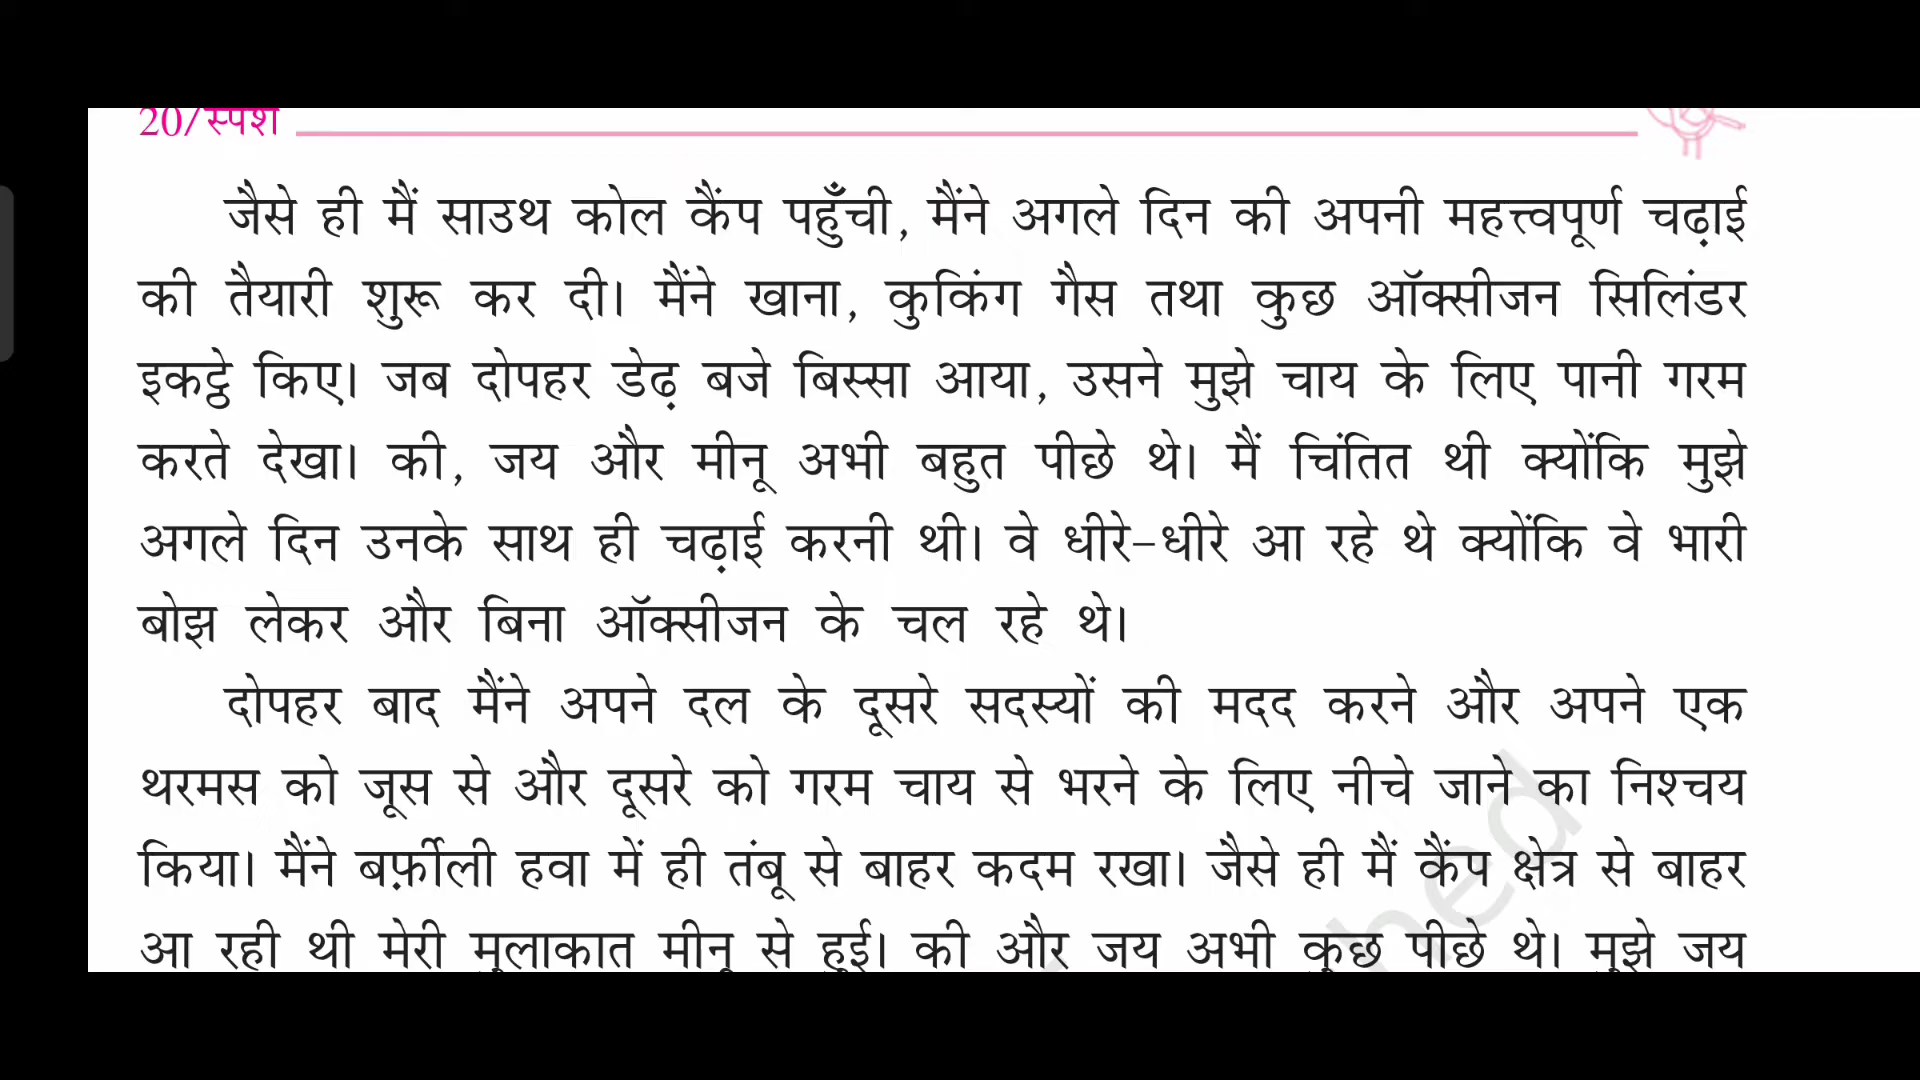 20/स्पर्श
जैसे ही मैं साउथ कोल कैंप पहुँची, मैंने अगले दिन की अपनी महत्त्वपूर्ण चढ़ाई
की तैयारी शुरू कर दी। मैंने खाना, कुकिंग गैस तथा कुछ ऑक्सीजन सिलिंडर
इकट्ठे किए। जब दोपहर डेढ़ बजे बिस्सा आया, उसने मुझे चाय के लिए पानी गरम
करते देखा। की, जय और मीनू अभी बहुत पीछे थे। मैं चिंतित थी क्योंकि मुझे
अगले दिन उनके साथ ही चढ़ाई करनी थी। वे धीरे-धीरे आ रहे थे क्योंकि वे भारी
बोझ लेकर और बिना ऑक्सीजन के चल रहे थे।
दोपहर बाद मैंने अपने दल के दूसरे सदस्यों की मदद करने और अपने एक
थरमस को जूस से और दूसरे को गरम चाय से भरने के लिए नीचे जाने का निश्चय
किया। मैंने बर्फ़ीली हवा में ही तंबू से बाहर कदम रखा। जैसे ही मैं कैंप क्षेत्र से बाहर
आ रही थी मेरी मुलाकात मीनू से हुई। की और जय अभी कुछ पीछे थे। मुझे जय